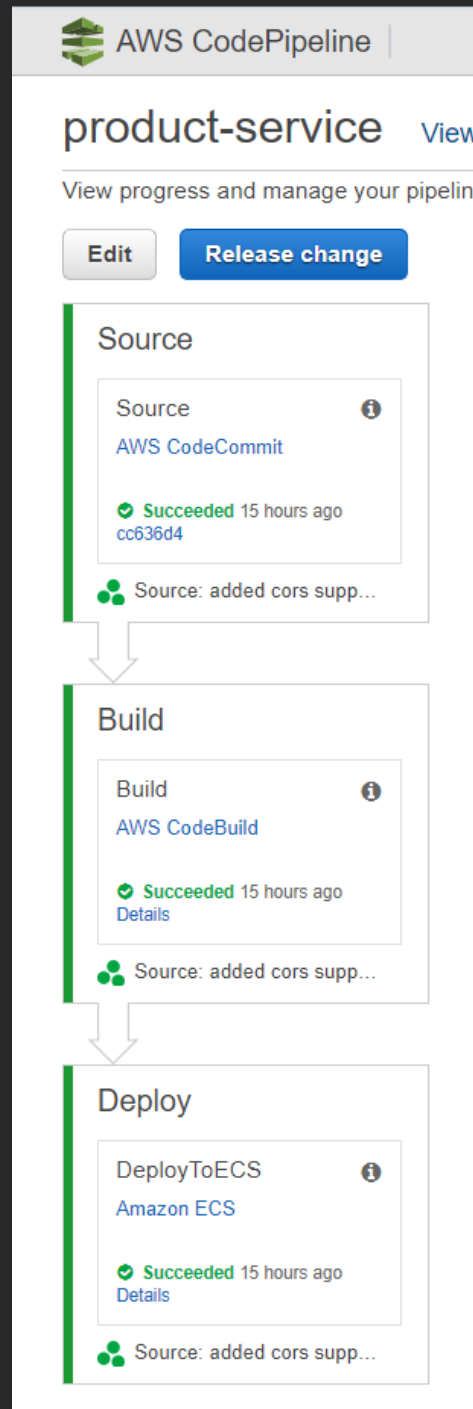 AWS CodePipeline
product-service View
View progress and manage your pipelin
Edit Release change
Source
Source
AWS CodeCommit
Succeeded 15 hours ago
cc636d4
Source: added cors supp...
Build
Build
AWS CodeBuild
Succeeded 15 hours ago
Details
Source: added cors supp...
Deploy
DeployToECS
Amazon ECS
Succeeded 15 hours ago
Details
Source: added cors supp...